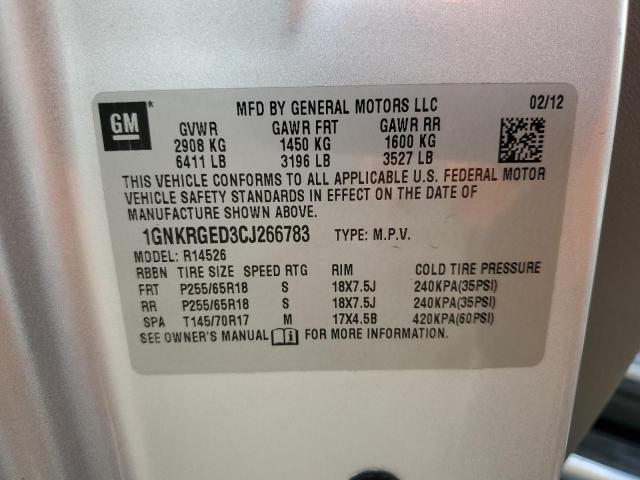 GM ® MFD BY GENERAL MOTORS LLC 02/12
GVWR GAWR FRT GAWR RR
2908 KG 1450 KG 1600 KG
6411 LB 3196 LB 3527 LB
THIS VEHICLE CONFORMS TO ALL APPLICABLE U.S. FEDERAL MOTOR
VEHICLE SAFETY STANDARDS IN EFFECT ON THE DATE OF
MANUFACTURE SHOWN ABOVE.
1GNKRGED3CJ266783 TYPE: M.P.V.
MODEL: R14526
RBBN TIRE SIZE SPEED RTG RIM COLD TIRE PRESSURE
FRT P255/65R18 S 18X7.5J 240KPA(35PSI)
RR P255/65R18 S 18X7.5J 240KPA(35PSI)
SPA T145/70R17 M 17X4.5B 420KPA(60PSI)
SEE OWNER'S MANUAL i FOR MORE INFORMATION.